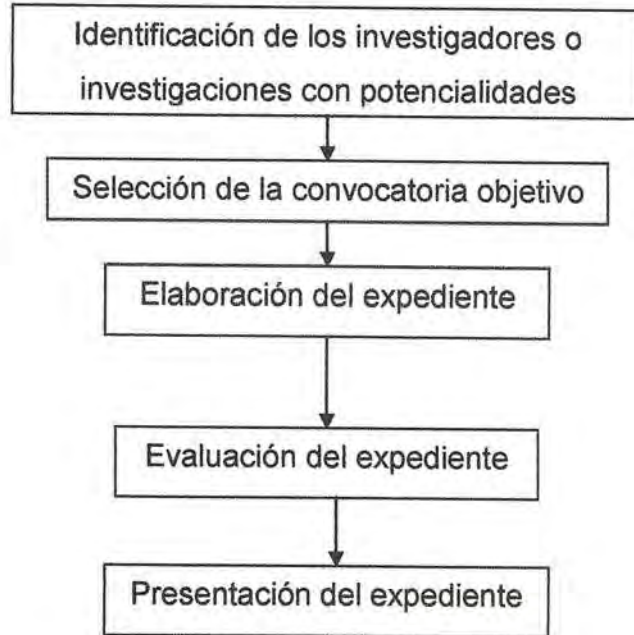 Identificación de los investigadores o
investigaciones con potencialidades
Selección de la convocatoria objetivo
Elaboración del expediente
Evaluación del expediente
Presentación del expediente